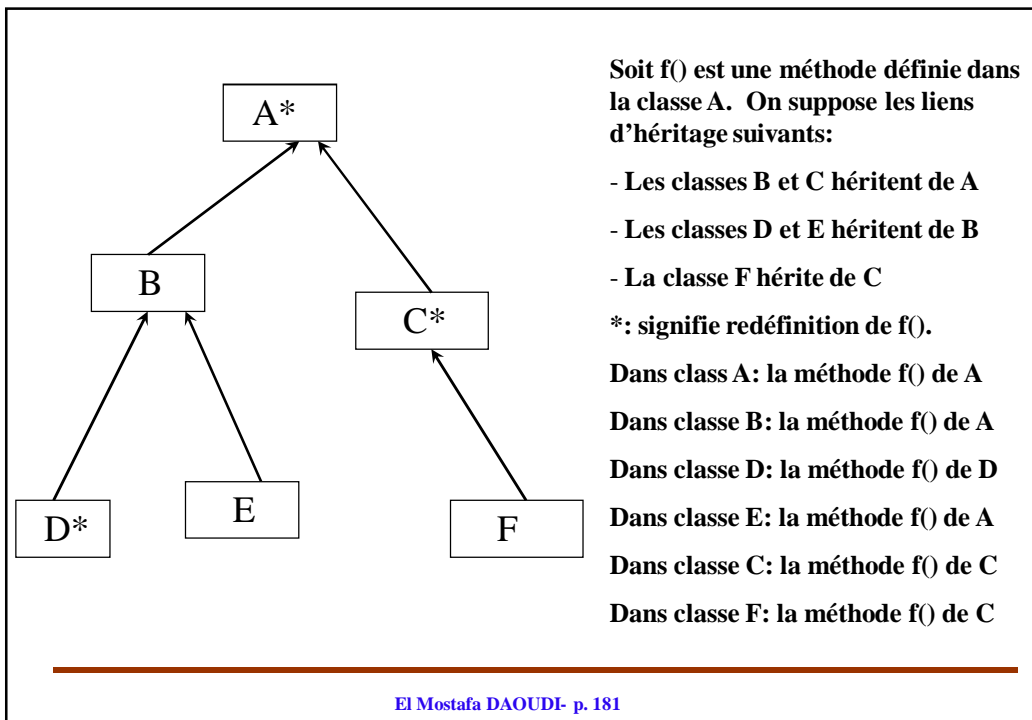 A*
B
C*
D*
E
F
Soit f() est une méthode définie dans
la classe A. On suppose les liens
d'héritage suivants:
- Les classes B et C héritent de A
- Les classes D et E héritent de B
- La classe F hérite de C
*: signifie redéfinition de f().
Dans class A: la méthode f() de A
Dans classe B: la méthode f() de A
Dans classe D: la méthode f() de D
Dans classe E: la méthode f() de A
Dans classe C: la méthode f() de C
Dans classe F: la méthode f() de C
El Mostafa DAOUDI- p. 181